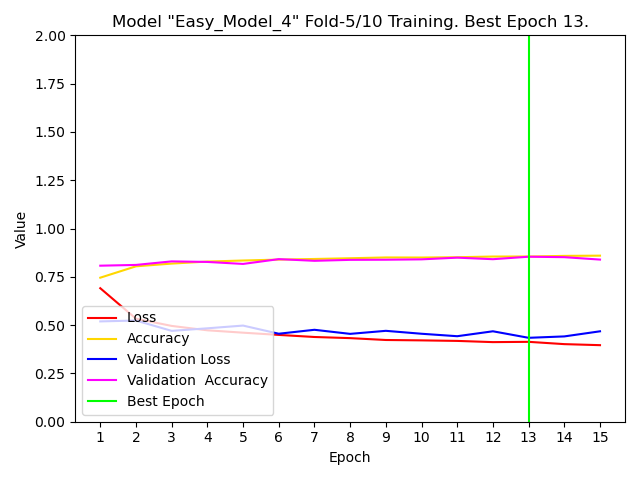 Model "Easy_Model_4" Fold-5/10 Training. Best Epoch 13.
2.00
1.75
1.50
1.25
1.00
0.75
0.50
0.25
0.00
Value
Loss
Accuracy
Validation Loss
Validation  Accuracy
Best Epoch
1 2 3 4 5 6 7 8 9 10 11 12 13 14 15
Epoch